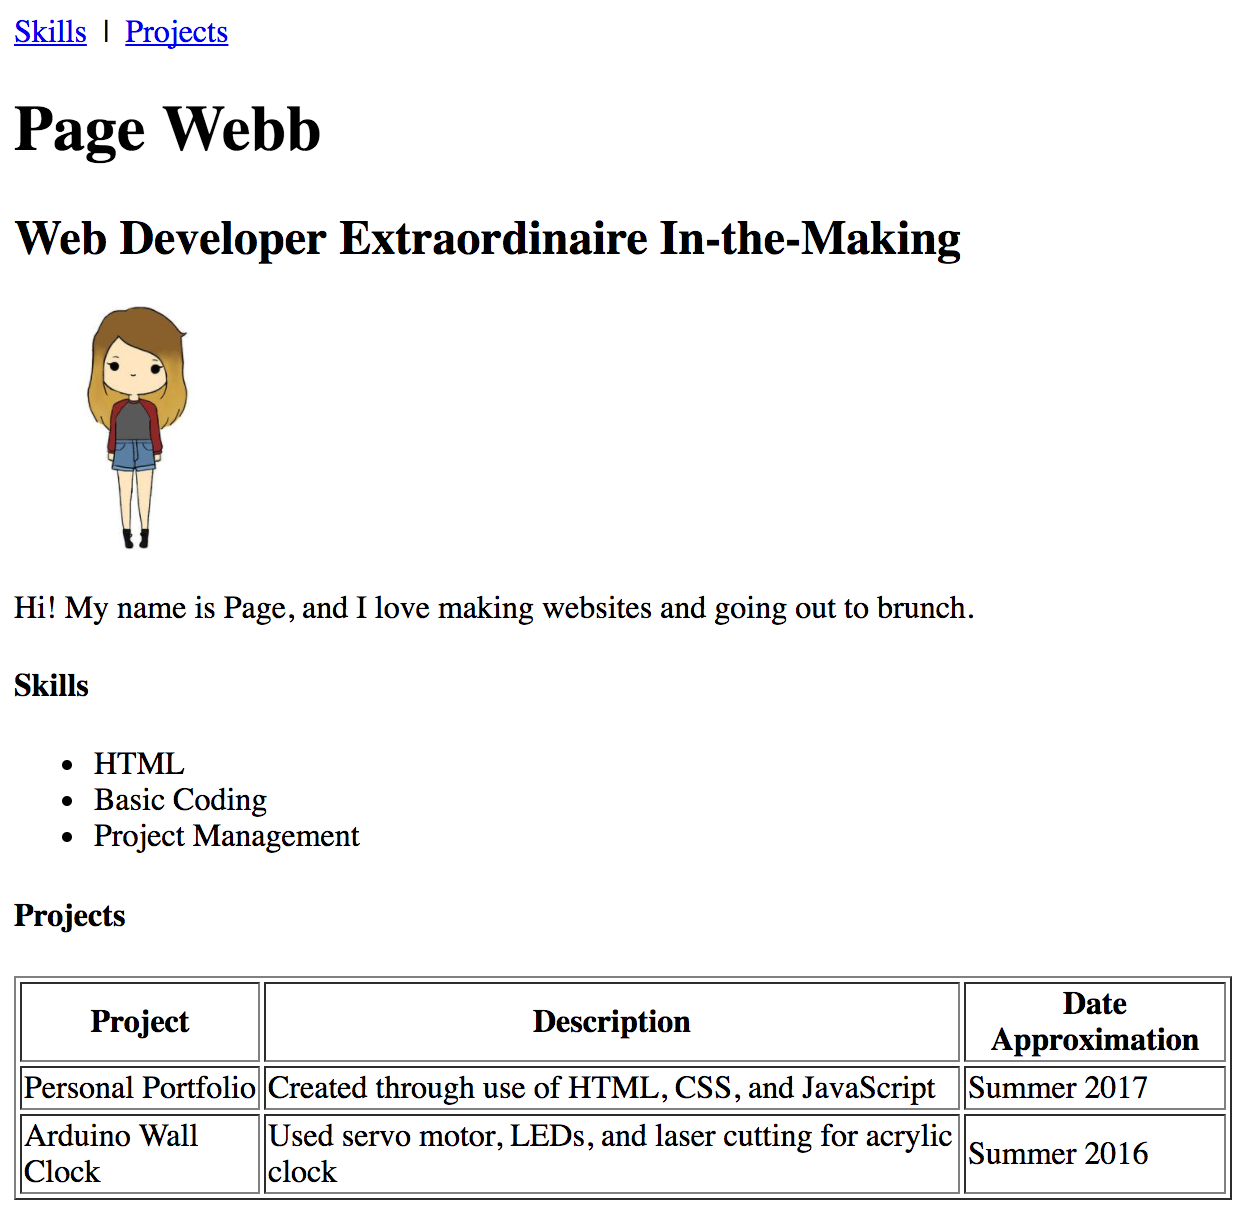 Skills | Projects
Page Webb
Web Developer Extraordinaire In-the-Making
Hi! My name is Page, and I love making websites and going out to brunch.
Skills
• HTML
• Basic Coding
• Project Management
Projects
Project Description Date Approximation
Personal Portfolio Created through use of HTML, CSS, and JavaScript Summer 2017
Arduino Wall Clock Used servo motor, LEDs, and laser cutting for acrylic clock Summer 2016